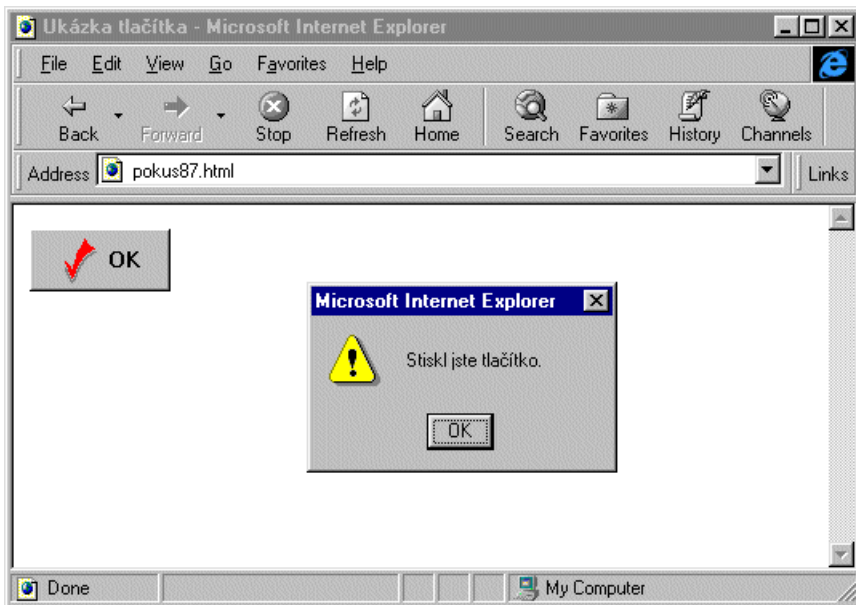 Ukázka tlačítka - Microsoft Internet Explorer
File Edit View Go Favorites Help
Back Forward Stop Refresh Home Search Favorites History Channels
Address pokus87.html Links
OK
Microsoft Internet Explorer
Stiskl jste tlačítko.
OK
Done My Computer